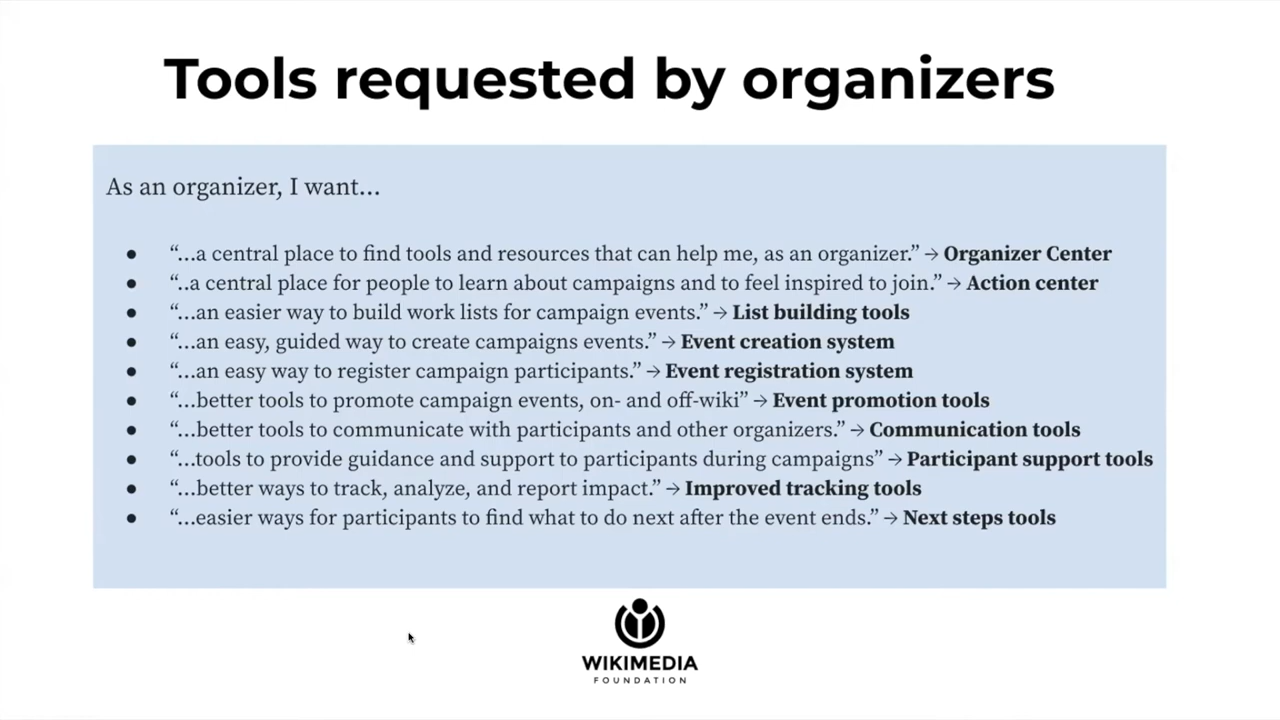 Tools requested by organizers
As an organizer, I want...
● “...a central place to find tools and resources that can help me, as an organizer.” → Organizer Center
● “..a central place for people to learn about campaigns and to feel inspired to join.” → Action center
● “...an easier way to build work lists for campaign events.” → List building tools
● “...an easy, guided way to create campaigns events.” → Event creation system
● “...an easy way to register campaign participants.” → Event registration system
● “...better tools to promote campaign events, on- and off-wiki” → Event promotion tools
● “...better tools to communicate with participants and other organizers.” → Communication tools
● “...tools to provide guidance and support to participants during campaigns” → Participant support tools
● “...better ways to track, analyze, and report impact.” → Improved tracking tools
● “...easier ways for participants to find what to do next after the event ends.” → Next steps tools
WIKIMEDIA
FOUNDATION